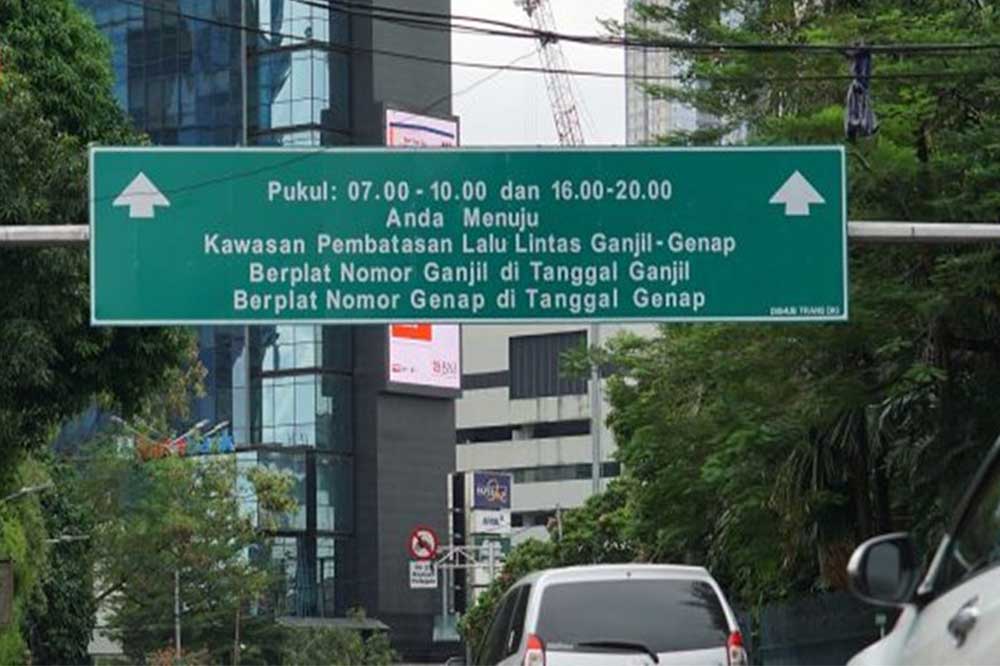 Pukul: 07.00 - 10.00 dan 16.00-20.00
Anda Menuju
Kawasan Pembatasan Lalu Lintas Ganjil-Genap
Berplat Nomor Ganjil di Tanggal Ganjil
Berplat Nomor Genap di Tanggal Genap